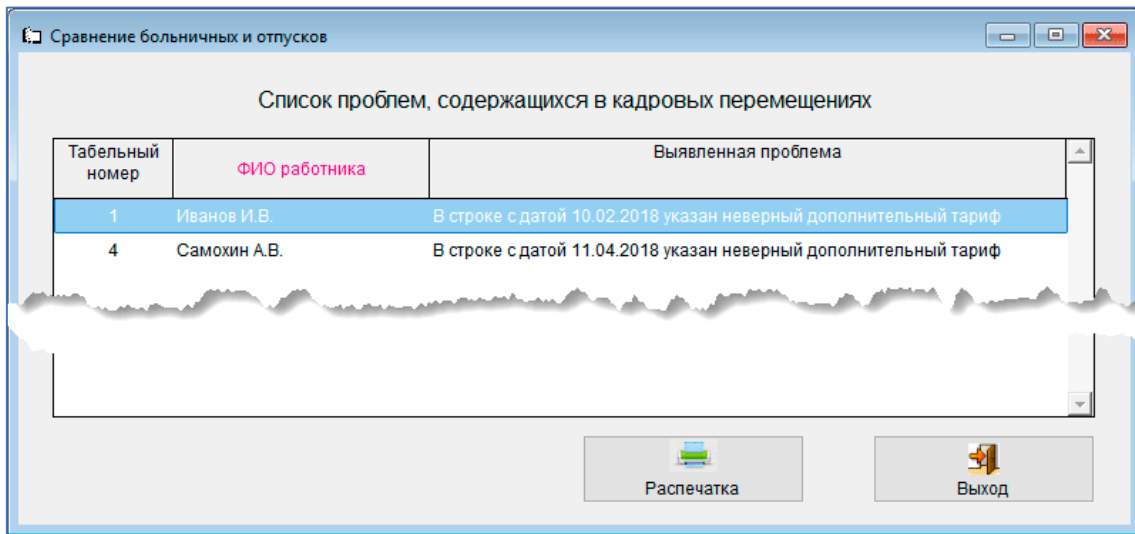 Сравнение больничных и отпусков
Список проблем, содержащихся в кадровых перемещениях
Табельный номер
ФИО работника
Выявленная проблема
1 Иванов И.В. В строке с датой 10.02.2018 указан неверный дополнительный тариф
4 Самохин А.В. В строке с датой 11.04.2018 указан неверный дополнительный тариф
Распечатка
Выход